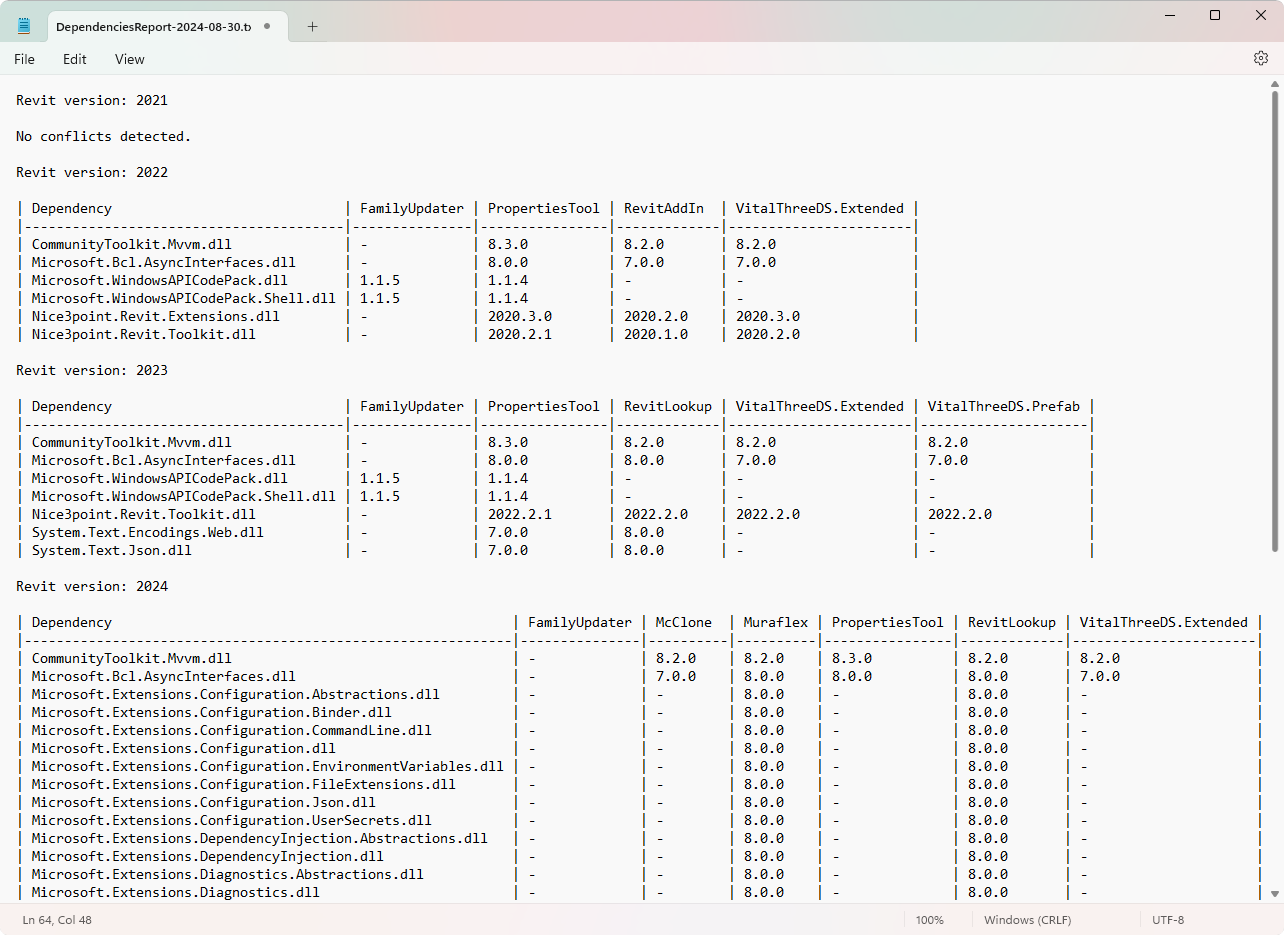 DependenciesReport-2024-08-30.tx
File Edit View
Revit version: 2021
No conflicts detected.
Revit version: 2022
| Dependency | FamilyUpdater | PropertiesTool | RevitAddIn | VitalThreeDS.Extended |
|----------------------------------------|---------------|----------------|-------------|-----------------------|
| CommunityToolkit.Mvvm.dll | - | 8.3.0 | 8.2.0 | 8.2.0 |
| Microsoft.Bcl.AsyncInterfaces.dll | - | 8.0.0 | 7.0.0 | 7.0.0 |
| Microsoft.WindowsAPICodePack.dll | 1.1.5 | 1.1.4 | - | - |
| Microsoft.WindowsAPICodePack.Shell.dll | 1.1.5 | 1.1.4 | - | - |
| Nice3point.Revit.Extensions.dll | - | 2020.3.0 | 2020.2.0 | 2020.3.0 |
| Nice3point.Revit.Toolkit.dll | - | 2020.2.1 | 2020.1.0 | 2020.2.0 |
Revit version: 2023
| Dependency | FamilyUpdater | PropertiesTool | RevitLookup | VitalThreeDS.Extended | VitalThreeDS.Prefab |
|----------------------------------------|---------------|----------------|-------------|-----------------------|---------------------|
| CommunityToolkit.Mvvm.dll | - | 8.3.0 | 8.2.0 | 8.2.0 | 8.2.0 |
| Microsoft.Bcl.AsyncInterfaces.dll | - | 8.0.0 | 8.0.0 | 7.0.0 | 7.0.0 |
| Microsoft.WindowsAPICodePack.dll | 1.1.5 | 1.1.4 | - | - | - |
| Microsoft.WindowsAPICodePack.Shell.dll | 1.1.5 | 1.1.4 | - | - | - |
| Nice3point.Revit.Toolkit.dll | - | 2022.2.1 | 2022.2.0 | 2022.2.0 | 2022.2.0 |
| System.Text.Encodings.Web.dll | - | 7.0.0 | 8.0.0 | - | - |
| System.Text.Json.dll | - | 7.0.0 | 8.0.0 | - | - |
Revit version: 2024
| Dependency | FamilyUpdater | McClone | Muraflex | PropertiesTool | RevitLookup | VitalThreeDS.Extended |
|-------------------------------------------------------------|---------------|----------|----------|----------------|-------------|-----------------------|
| CommunityToolkit.Mvvm.dll | - | 8.2.0 | 8.2.0 | 8.3.0 | 8.2.0 | 8.2.0 |
| Microsoft.Bcl.AsyncInterfaces.dll | - | 7.0.0 | 8.0.0 | 8.0.0 | 8.0.0 | 7.0.0 |
| Microsoft.Extensions.Configuration.Abstractions.dll | - | - | 8.0.0 | - | 8.0.0 | - |
| Microsoft.Extensions.Configuration.Binder.dll | - | - | 8.0.0 | - | 8.0.0 | - |
| Microsoft.Extensions.Configuration.CommandLine.dll | - | - | 8.0.0 | - | 8.0.0 | - |
| Microsoft.Extensions.Configuration.dll | - | - | 8.0.0 | - | 8.0.0 | - |
| Microsoft.Extensions.Configuration.EnvironmentVariables.dll | - | - | 8.0.0 | - | 8.0.0 | - |
| Microsoft.Extensions.Configuration.FileExtensions.dll | - | - | 8.0.0 | - | 8.0.0 | - |
| Microsoft.Extensions.Configuration.Json.dll | - | - | 8.0.0 | - | 8.0.0 | - |
| Microsoft.Extensions.Configuration.UserSecrets.dll | - | - | 8.0.0 | - | 8.0.0 | - |
| Microsoft.Extensions.DependencyInjection.Abstractions.dll | - | - | 8.0.0 | - | 8.0.0 | - |
| Microsoft.Extensions.DependencyInjection.dll | - | - | 8.0.0 | - | 8.0.0 | - |
| Microsoft.Extensions.Diagnostics.Abstractions.dll | - | - | 8.0.0 | - | 8.0.0 | - |
| Microsoft.Extensions.Diagnostics.dll | - | - | 8.0.0 | - | 8.0.0 | - |
Ln 64, Col 48 100% Windows (CRLF) UTF-8